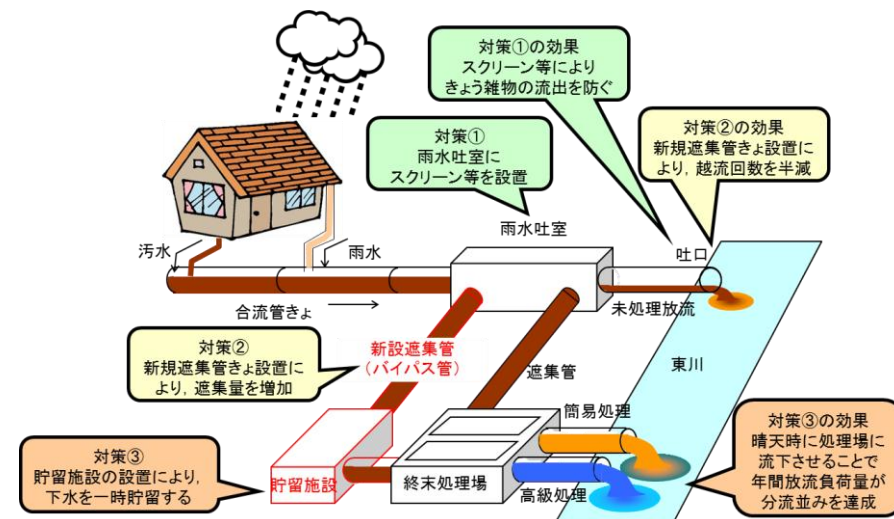 対策①の効果
スクリーン等により
きょう雑物の流出を防ぐ
対策②の効果
新規遮集管きょ設置に
より，越流回数を半減
対策①
雨水吐室に
スクリーン等を設置
雨水吐室
吐口
汚水
雨水
合流管きょ
未処理放流
対策②
新規遮集管きょ設置に
より，遮集量を増加
新設遮集管
（バイパス管）
遮集管
東川
簡易処理
対策③
貯留施設の設置により，
下水を一時貯留する
貯留施設
終末処理場
高級処理
対策③の効果
晴天時に処理場に
流下させることで
年間放流負荷量が
分流並みを達成